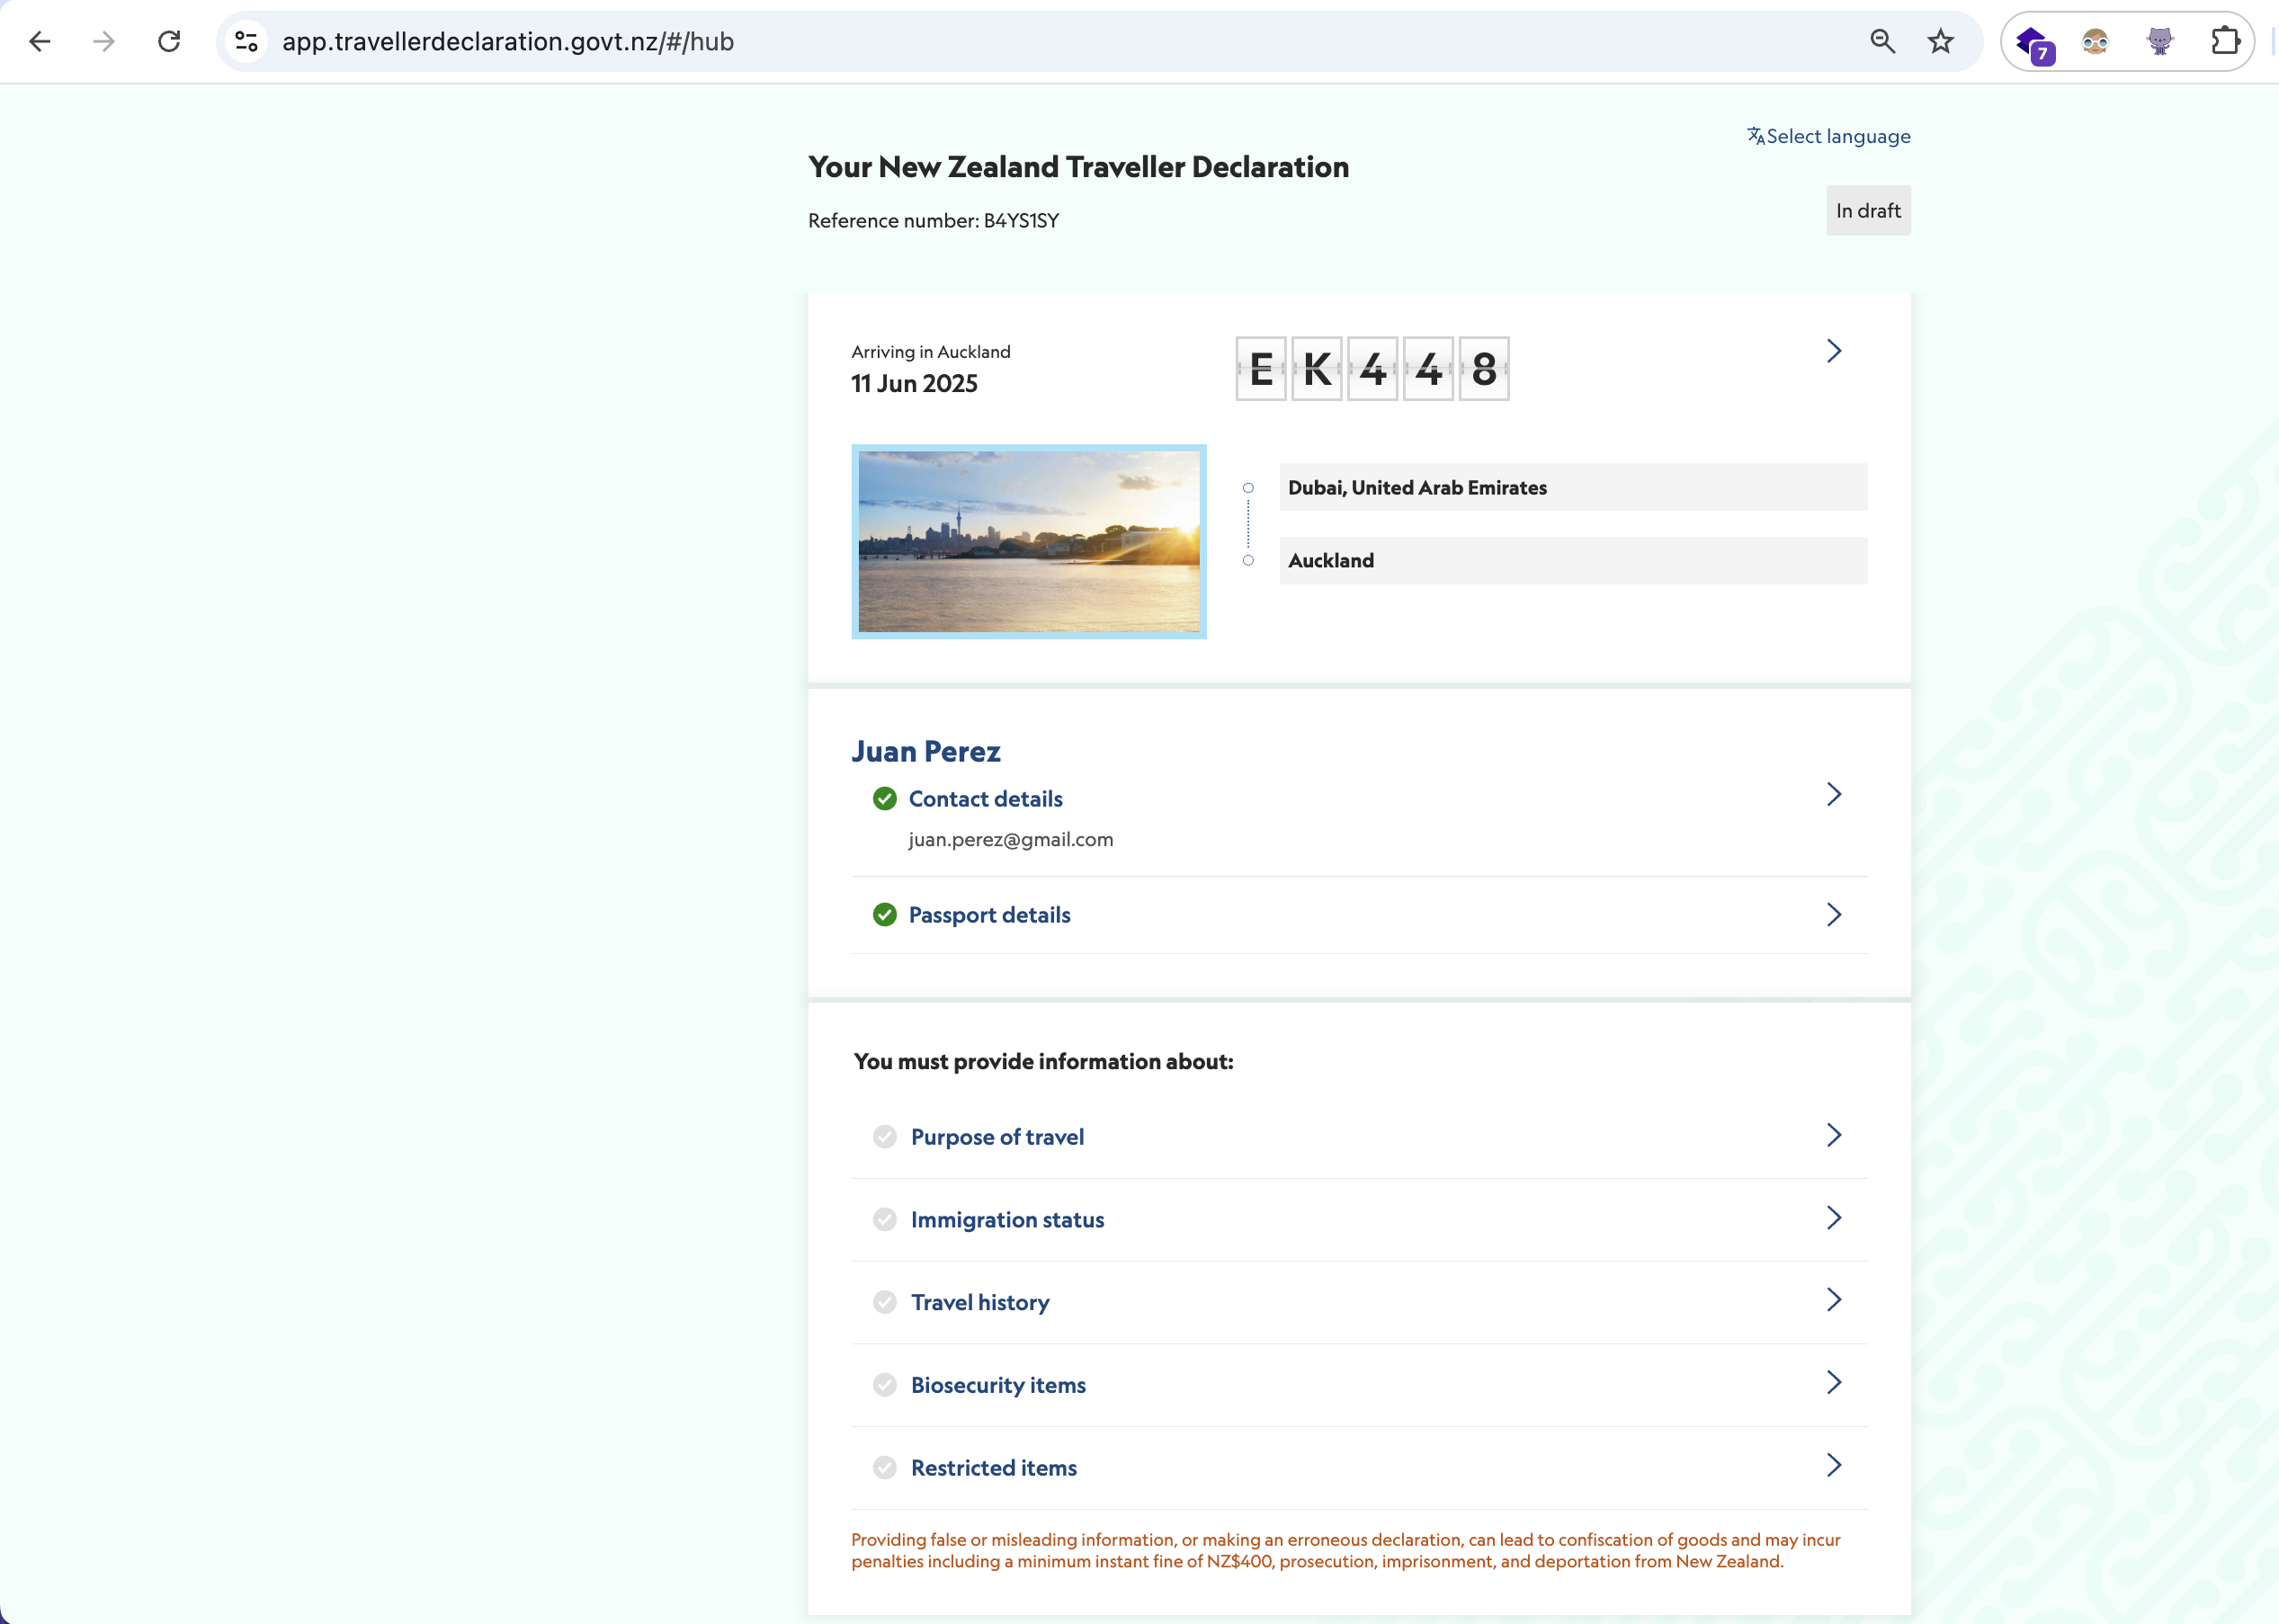 app.travellerdeclaration.govt.nz/#/hub
7
Select language
Your New Zealand Traveller Declaration
Reference number: B4YS1SY
In draft
Arriving in Auckland
11 Jun 2025
EK448
Dubai, United Arab Emirates
Auckland
Juan Perez
Contact details
juan.perez@gmail.com
Passport details
You must provide information about:
Purpose of travel
Immigration status
Travel history
Biosecurity items
Restricted items
Providing false or misleading information, or making an erroneous declaration, can lead to confiscation of goods and may incur
penalties including a minimum instant fine of NZ$400, prosecution, imprisonment, and deportation from New Zealand.